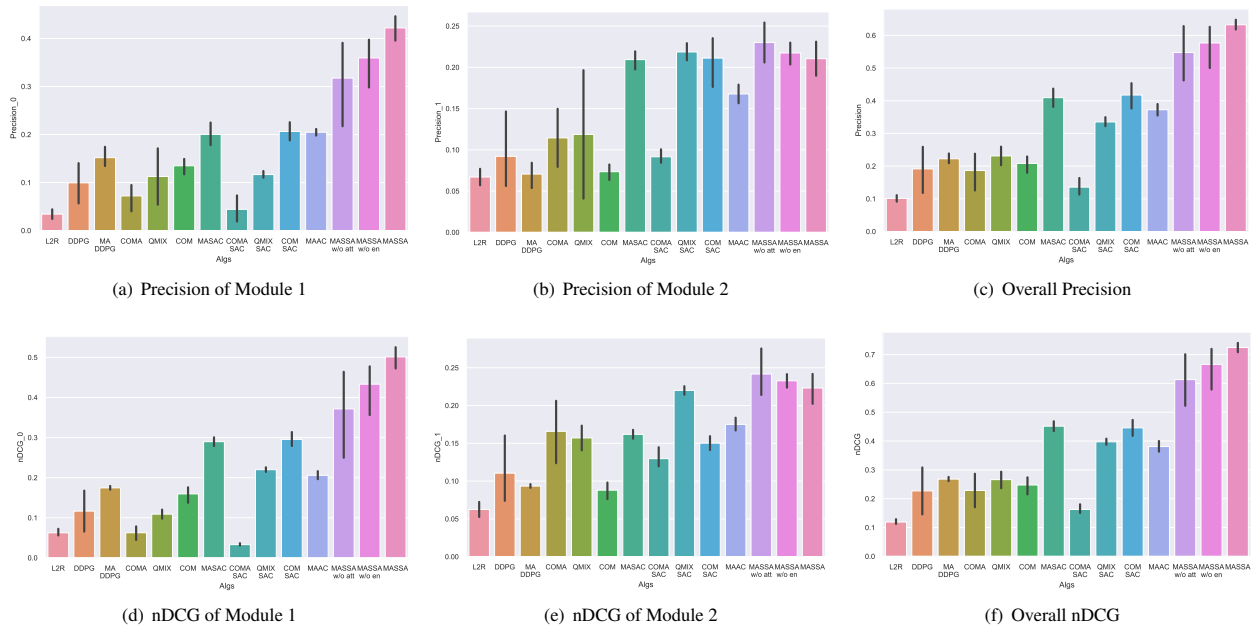 0.4
0.3
0.2
0.1
0.0
Precision_0
L2R DDPG MA DDPG COMA QMIX COM MASAC COMA SAC QMIX SAC COM SAC MAAC MASSA w/o att MASSA w/o en MASSA
Algs
(a) Precision of Module 1
0.25
0.20
0.15
0.10
0.05
0.00
Precision_1
L2R DDPG MA DDPG COMA QMIX COM MASAC COMA SAC QMIX SAC COM SAC MAAC MASSA w/o att MASSA w/o en MASSA
Algs
(b) Precision of Module 2
0.6
0.5
0.4
0.3
0.2
0.1
0.0
Precision
L2R DDPG MA DDPG COMA QMIX COM MASAC COMA SAC QMIX SAC COM SAC MAAC MASSA w/o att MASSA w/o en MASSA
Algs
(c) Overall Precision
0.5
0.4
0.3
0.2
0.1
0.0
nDCG_0
L2R DDPG MA DDPG COMA QMIX COM MASAC COMA SAC QMIX SAC COM SAC MAAC MASSA w/o att MASSA w/o en MASSA
Algs
(d) nDCG of Module 1
0.25
0.20
0.15
0.10
0.05
0.00
nDCG_1
L2R DDPG MA DDPG COMA QMIX COM MASAC COMA SAC QMIX SAC COM SAC MAAC MASSA w/o att MASSA w/o en MASSA
Algs
(e) nDCG of Module 2
0.7
0.6
0.5
0.4
0.3
0.2
0.1
0.0
nDCG
L2R DDPG MA DDPG COMA QMIX COM MASAC COMA SAC QMIX SAC COM SAC MAAC MASSA w/o att MASSA w/o en MASSA
Algs
(f) Overall nDCG